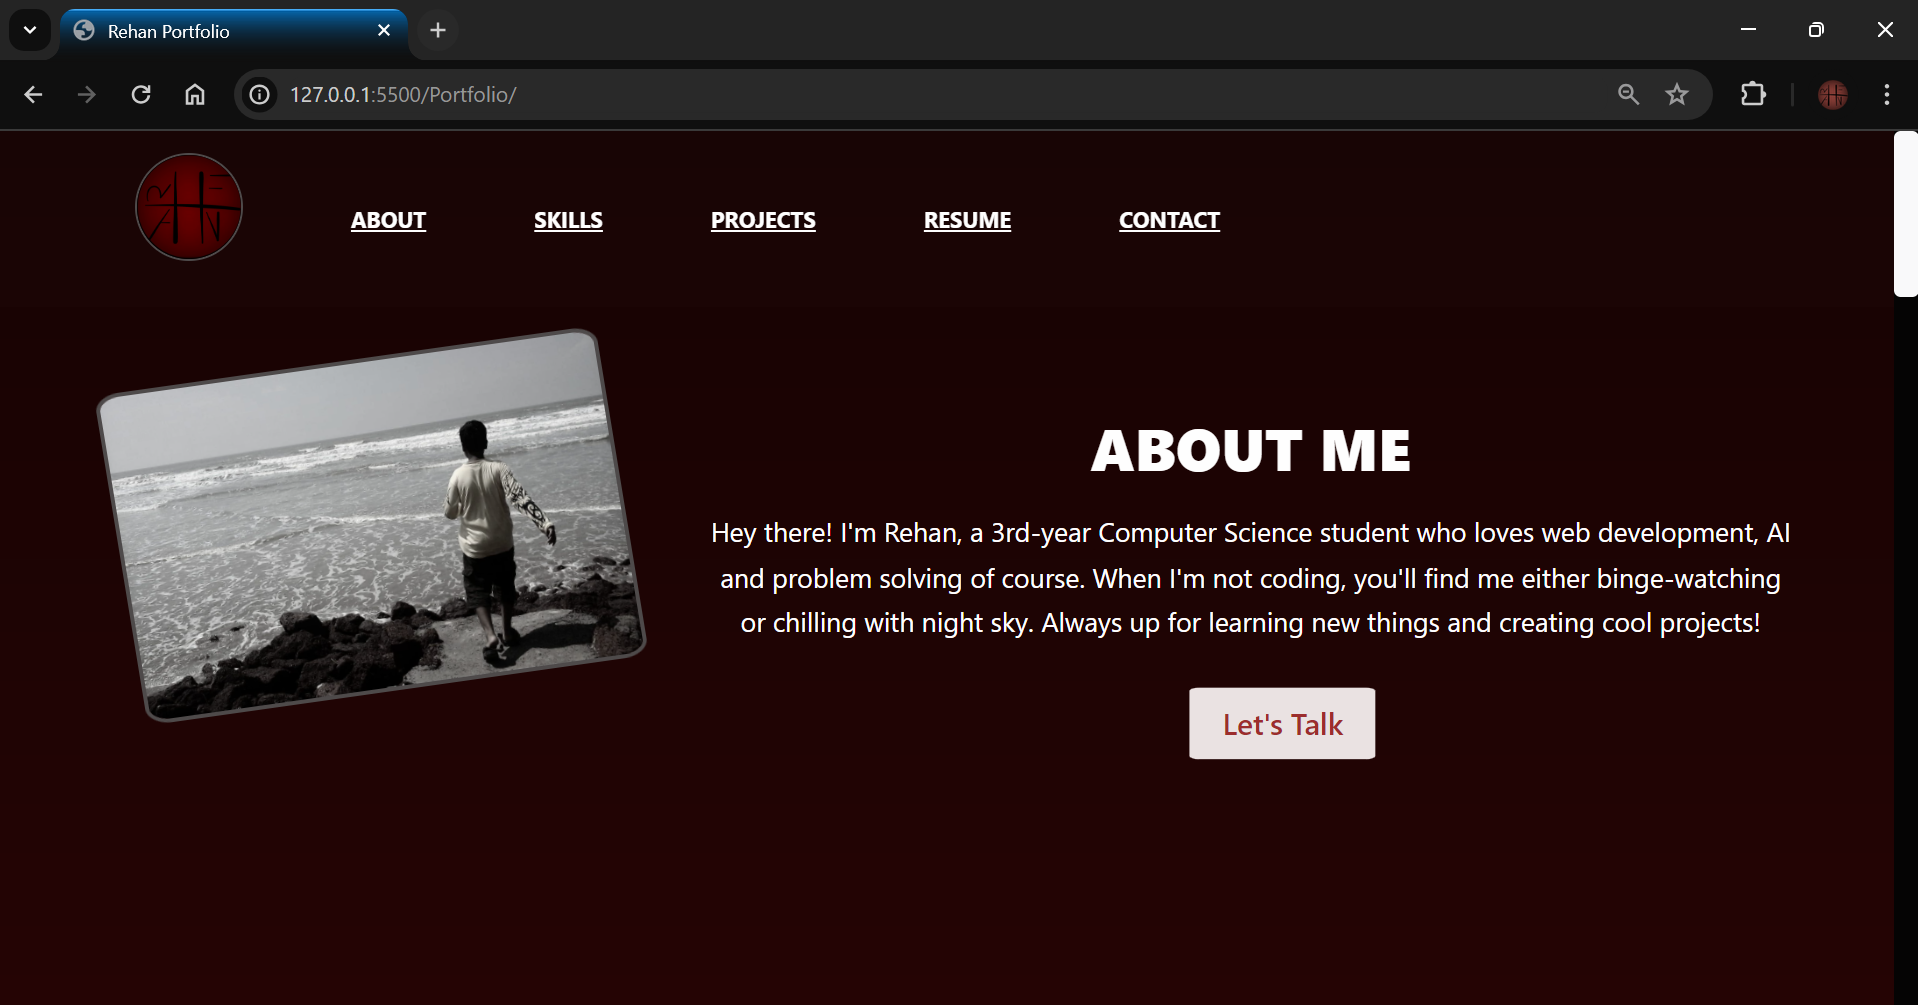 Rehan Portfolio
127.0.0.1:5500/Portfolio/
ABOUT SKILLS PROJECTS RESUME CONTACT
ABOUT ME
Hey there! I'm Rehan, a 3rd-year Computer Science student who loves web development, AI
and problem solving of course. When I'm not coding, you'll find me either binge-watching
or chilling with night sky. Always up for learning new things and creating cool projects!
Let's Talk